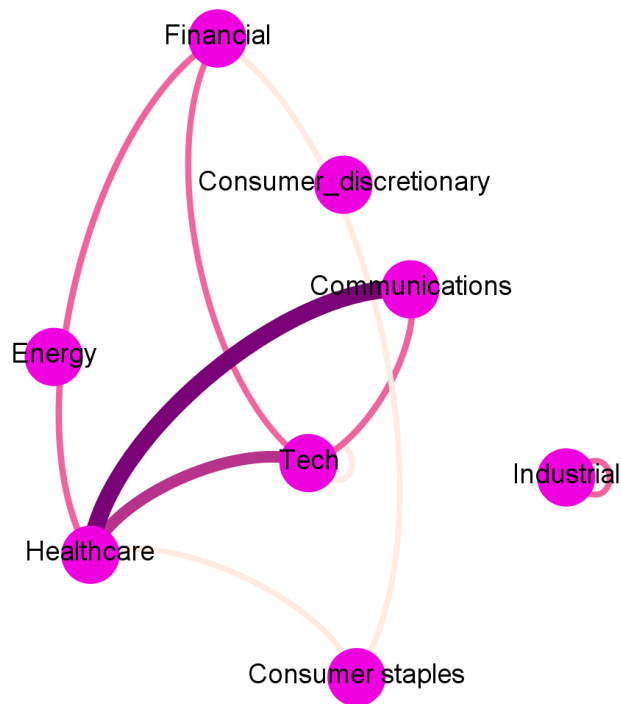 Financial
Consumer_discretionary
Communications
Energy
Tech
Industrial
Healthcare
Consumer staples